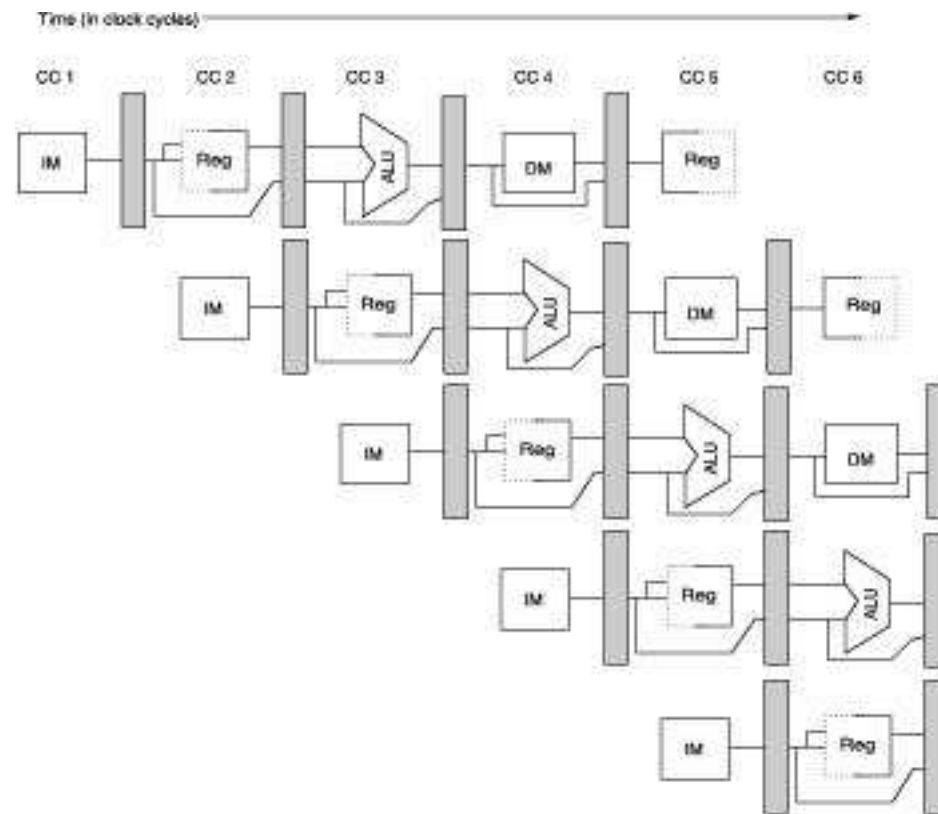 Time (in clock cycles)
CC 1 CC 2 CC 3 CC 4 CC 5 CC 6
IM Reg ALU DM Reg
IM Reg ALU DM Reg
IM Reg ALU DM
IM Reg ALU
IM Reg